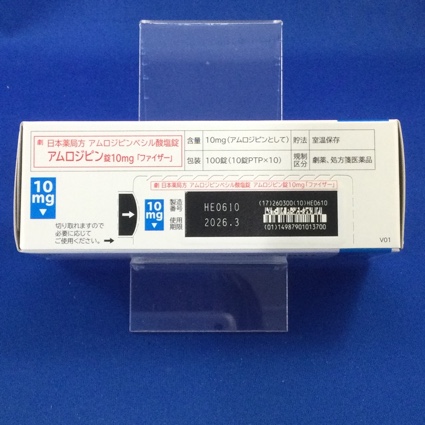 劇 日本薬局方 アムロジピンベシル酸塩錠
アムロジピン錠10mg「ファイザー」
含量 10mg(アムロジピンとして) 貯法 室温保存
包装 100錠(10錠PTP×10) 規制区分 劇薬、処方箋医薬品
劇 日本薬局方 アムロジピンベシル酸塩錠 アムロジピン錠10mg「ファイザー」
10
mg
切り取れますので
必要に応じて
ご使用ください。
10
mg
製造番号 HE0610
使用期限 2026.3
(17)260300(10)HE0610
(01)14987901013700
V01